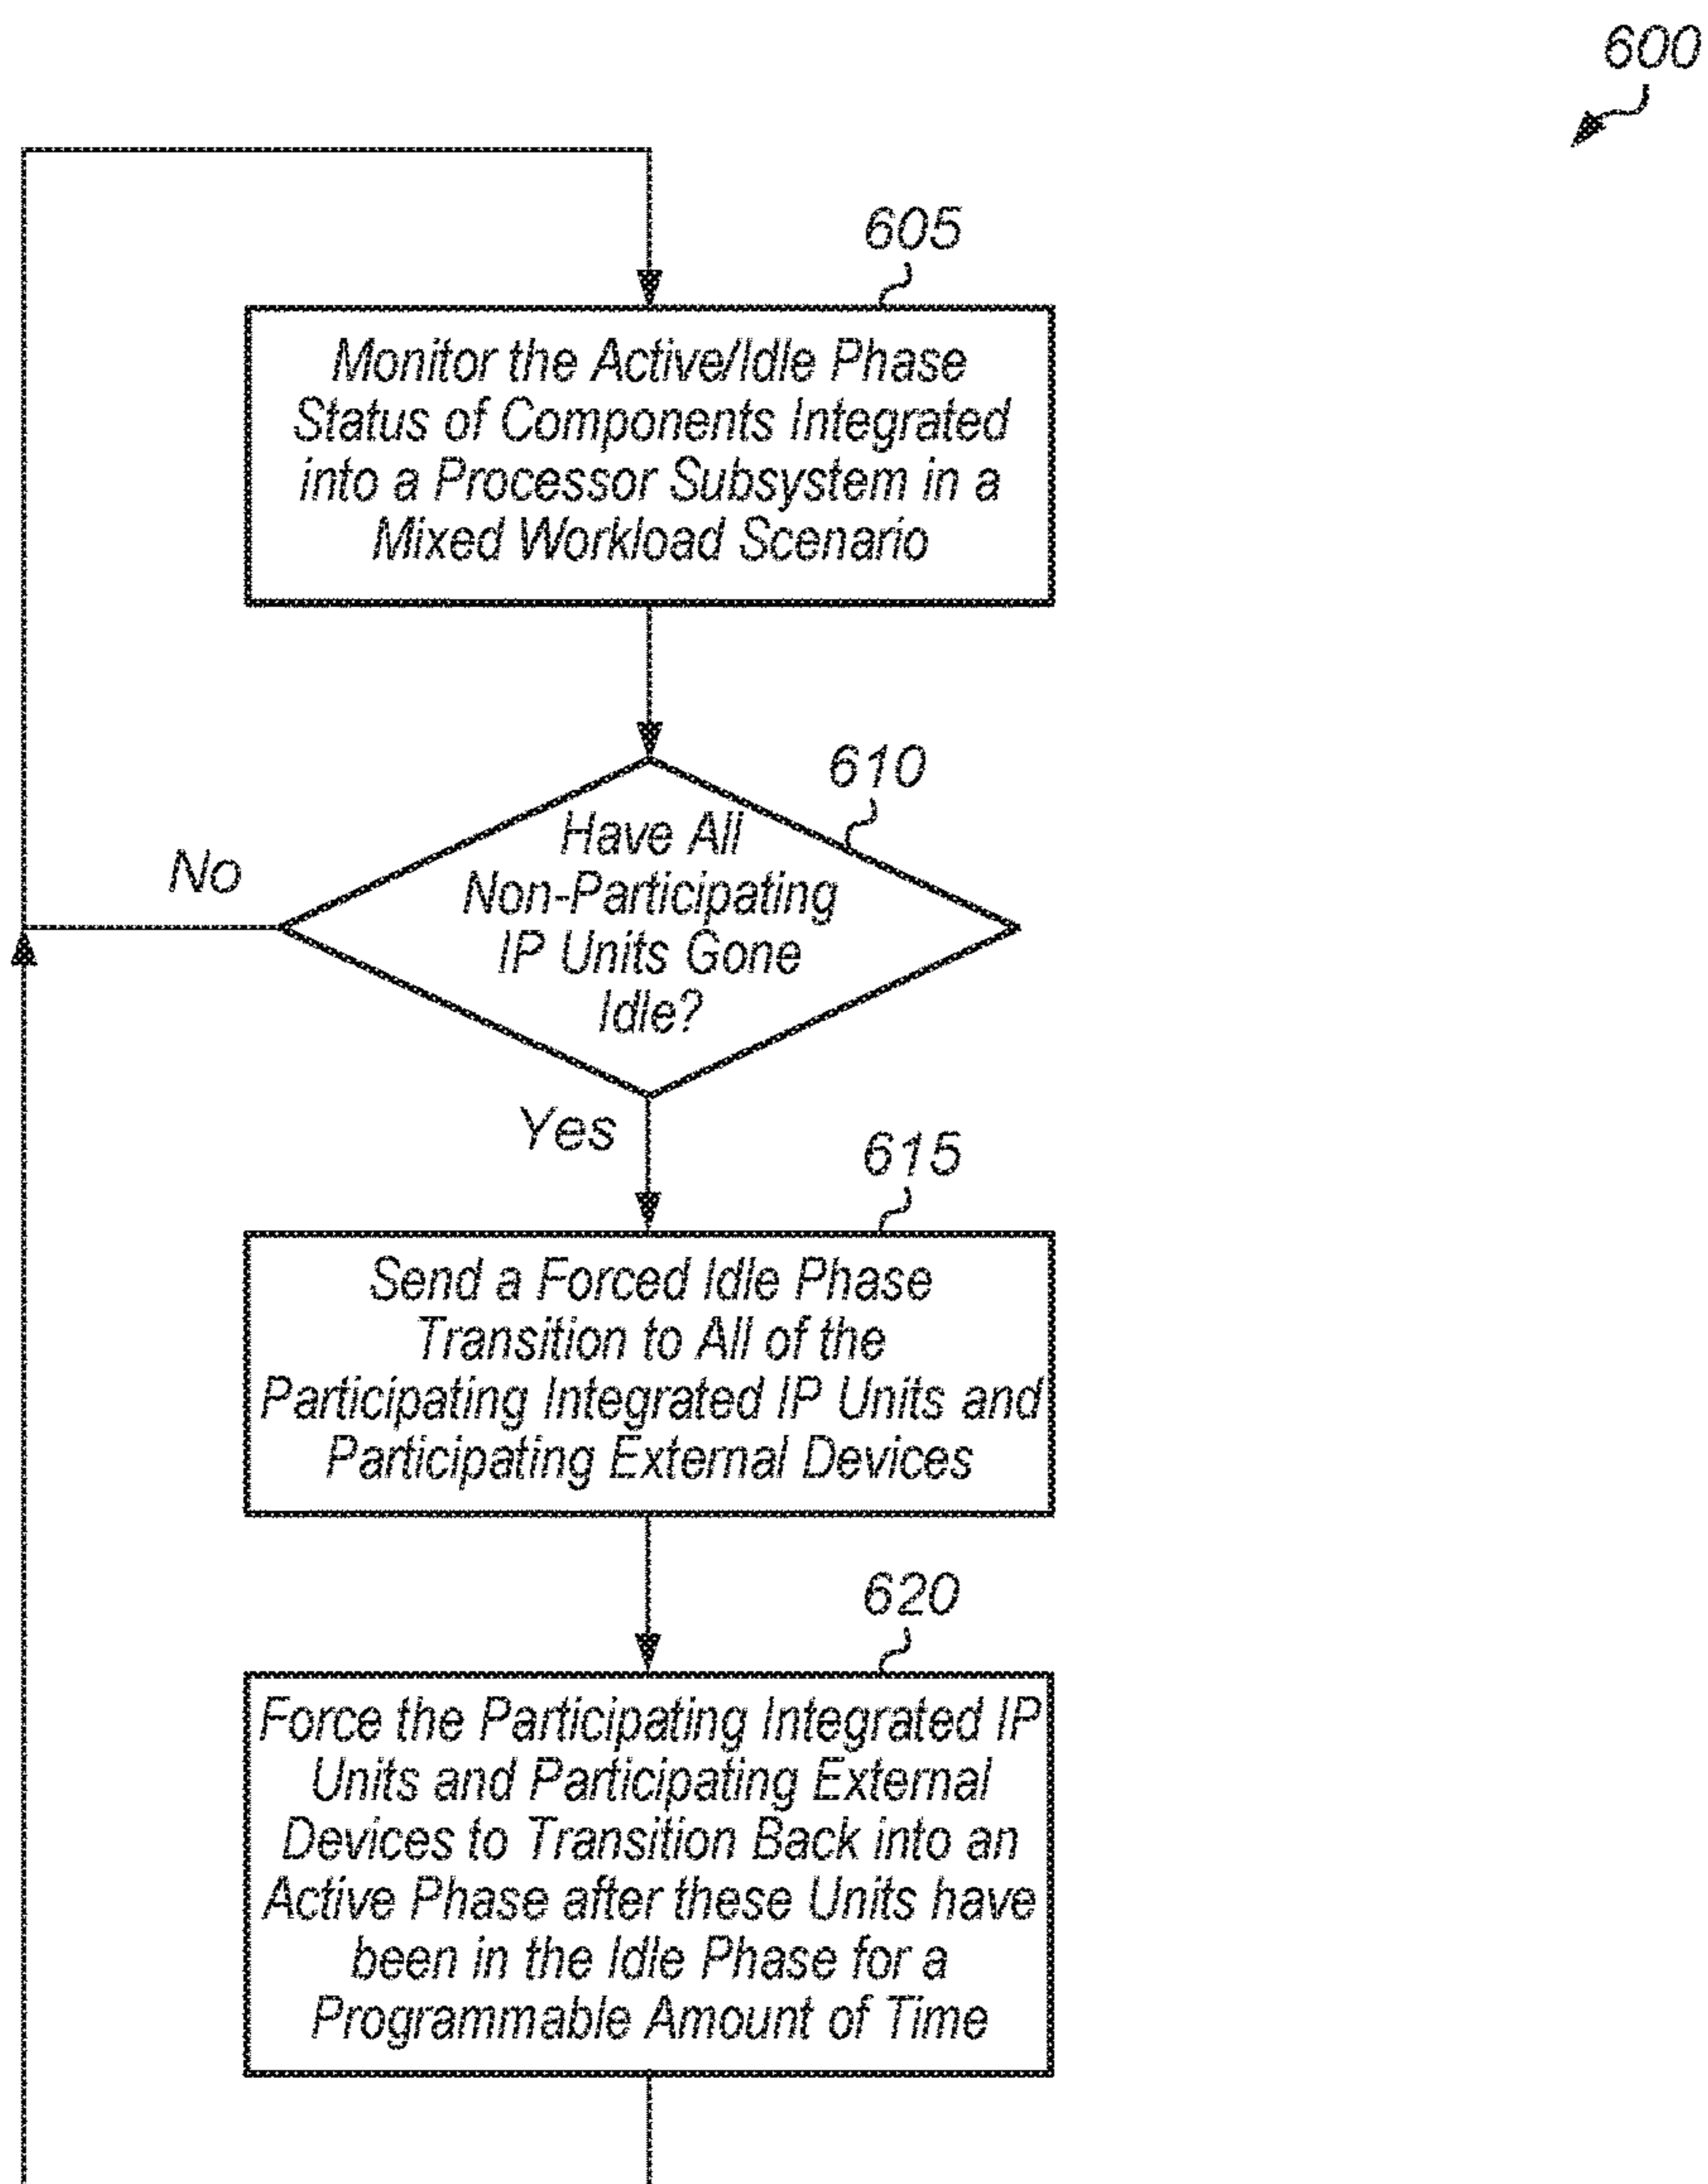 600
605
Monitor the Active/Idle Phase
Status of Components Integrated
into a Processor Subsystem in a
Mixed Workload Scenario
610
Have All
Non-Participating
IP Units Gone
Idle?
No
Yes
615
Send a Forced Idle Phase
Transition to All of the
Participating Integrated IP Units and
Participating External Devices
620
Force the Participating Integrated IP
Units and Participating External
Devices to Transition Back into an
Active Phase after these Units have
been in the Idle Phase for a
Programmable Amount of Time